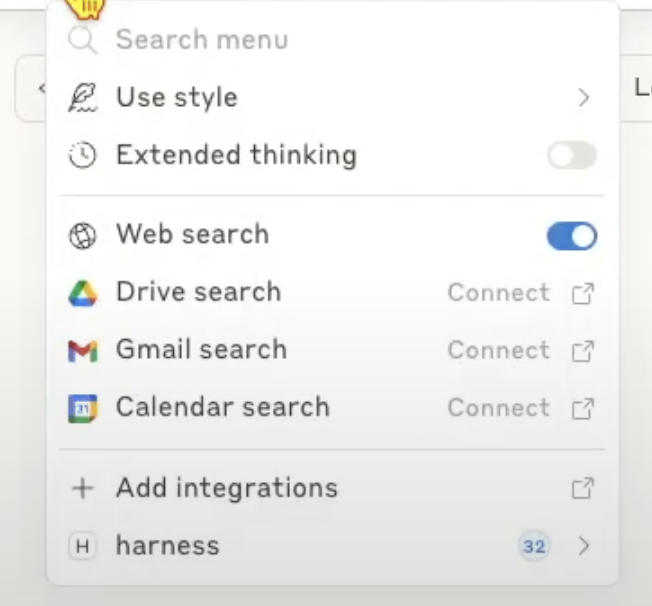 Search menu
Use style
Extended thinking
Web search
Drive search Connect
Gmail search Connect
31 Calendar search Connect
Add integrations
H harness 32